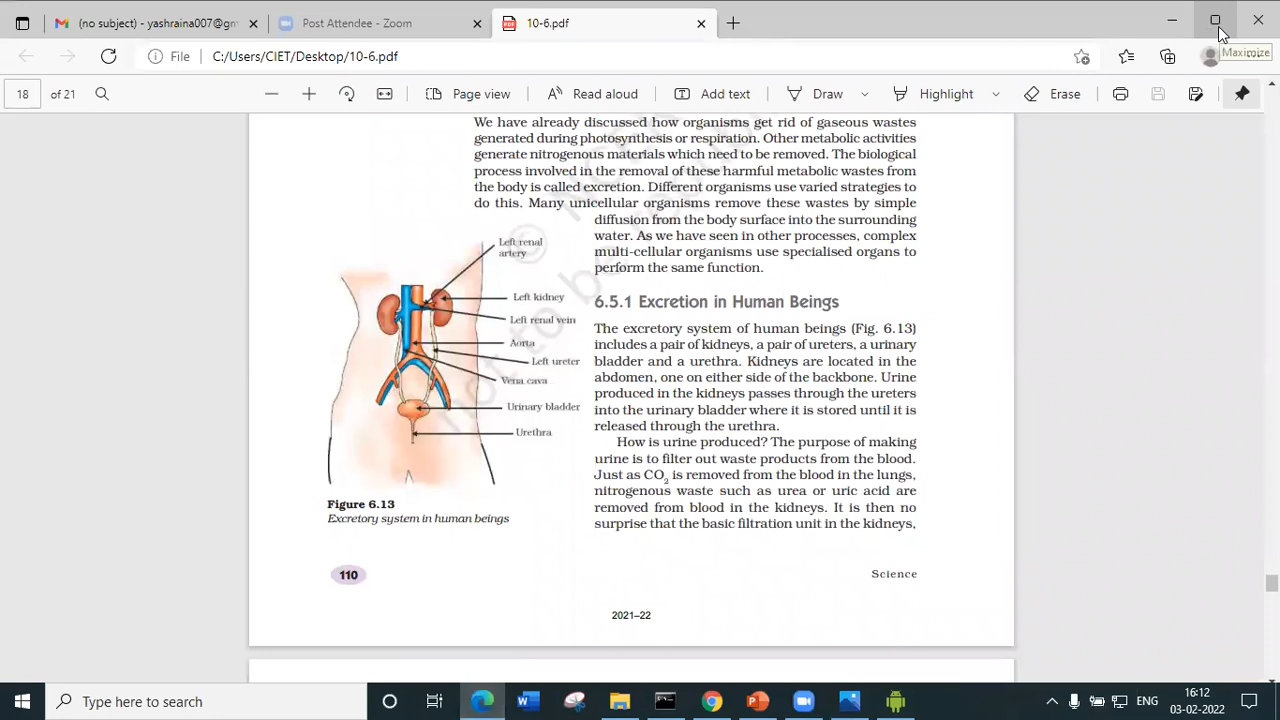 (no subject) - yashraina007@gm
Post Attendee - Zoom
10-6.pdf
Maximize
File
C:/Users/CIET/Desktop/10-6.pdf
18
of 21
Page view
Read aloud
Add text
Draw
Highlight
Erase
We have already discussed how organisms get rid of gaseous wastes
generated during photosynthesis or respiration. Other metabolic activities
generate nitrogenous materials which need to be removed. The biological
process involved in the removal of these harmful metabolic wastes from
the body is called excretion. Different organisms use varied strategies to
do this. Many unicellular organisms remove these wastes by simple
diffusion from the body surface into the surrounding
water. As we have seen in other processes, complex
multi-cellular organisms use specialised organs to
perform the same function.
Left renal
artery
Left kidney
Left renal vein
Aorta
Left ureter
Vena cava
Urinary bladder
Urethra
Figure 6.13
Excretory system in human beings
6.5.1 Excretion in Human Beings
The excretory system of human beings (Fig. 6.13)
includes a pair of kidneys, a pair of ureters, a urinary
bladder and a urethra. Kidneys are located in the
abdomen, one on either side of the backbone. Urine
produced in the kidneys passes through the ureters
into the urinary bladder where it is stored until it is
released through the urethra.
How is urine produced? The purpose of making
urine is to filter out waste products from the blood.
Just as CO₂ is removed from the blood in the lungs,
nitrogenous waste such as urea or uric acid are
removed from blood in the kidneys. It is then no
surprise that the basic filtration unit in the kidneys,
110
Science
2021–22
Type here to search
ENG
16:12
03-02-2022